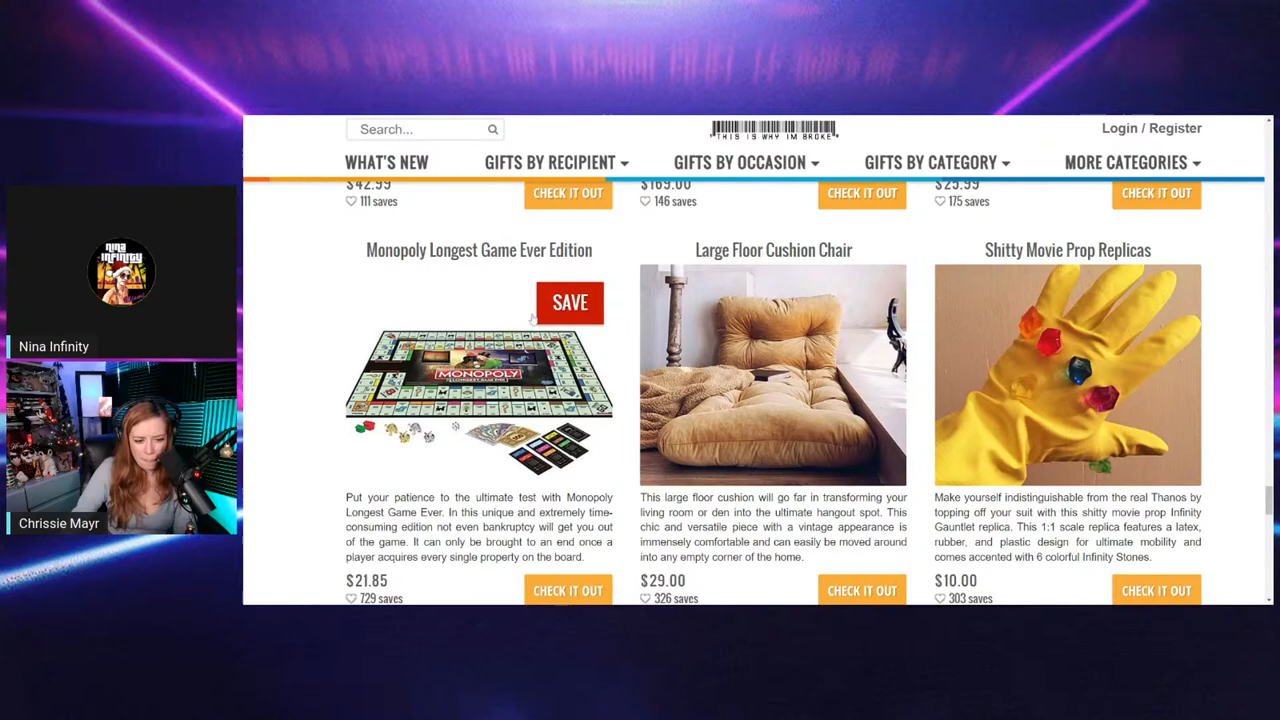 Search...
THIS IS WHY IM BROKE
Login / Register
WHAT'S NEW
GIFTS BY RECIPIENT
GIFTS BY OCCASION
GIFTS BY CATEGORY
MORE CATEGORIES
$42.99
CHECK IT OUT
111 saves
$169.00
CHECK IT OUT
146 saves
$25.99
CHECK IT OUT
175 saves
Monopoly Longest Game Ever Edition
SAVE
MONOPOLY
Put your patience to the ultimate test with Monopoly
Longest Game Ever. In this unique and extremely time-
consuming edition not even bankruptcy will get you out
of the game. It can only be brought to an end once a
player acquires every single property on the board.
$21.85
CHECK IT OUT
729 saves
Large Floor Cushion Chair
This large floor cushion will go far in transforming your
living room or den into the ultimate hangout spot. This
chic and versatile piece with a vintage appearance is
immensely comfortable and can easily be moved around
into any empty corner of the home.
$29.00
CHECK IT OUT
326 saves
Shitty Movie Prop Replicas
Make yourself indistinguishable from the real Thanos by
topping off your suit with this shitty movie prop Infinity
Gauntlet replica. This 1:1 scale replica features a latex,
rubber, and plastic design for ultimate mobility and
comes accented with 6 colorful Infinity Stones.
$10.00
CHECK IT OUT
303 saves
NINA
INFINITY
Nina Infinity
Chrissie Mayr